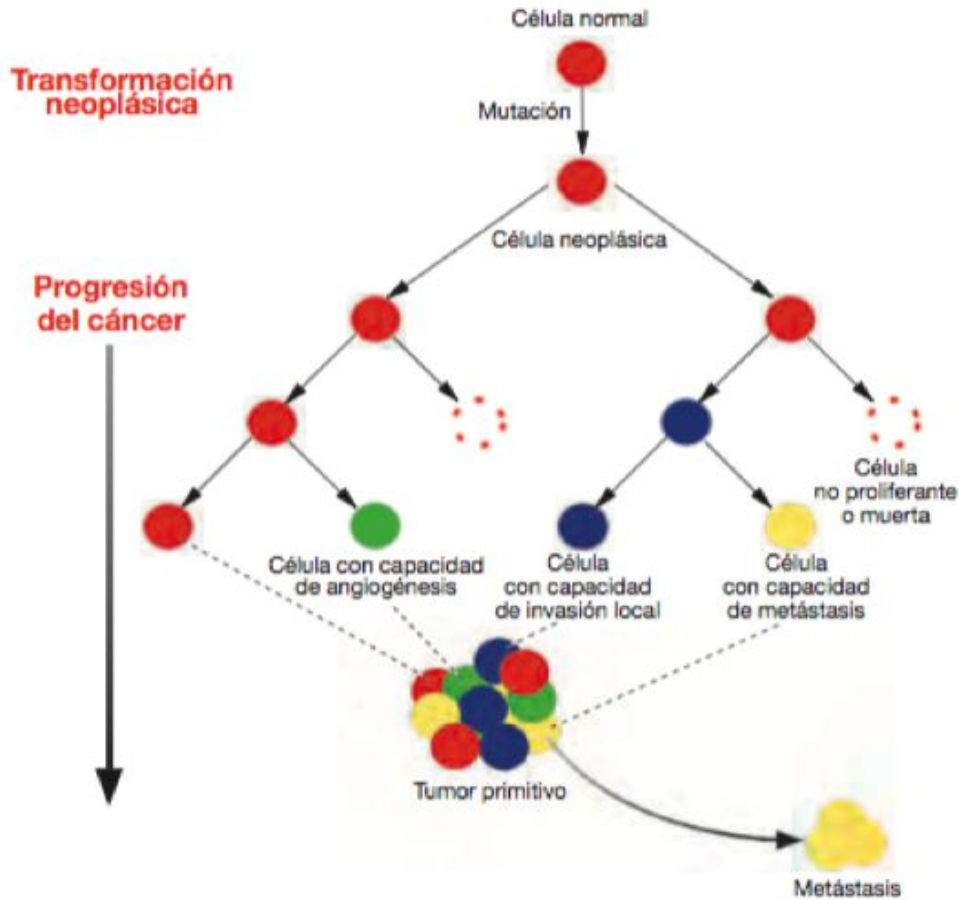 Célula normal
Transformación
neoplásica
Mutación
Célula neoplásica
Progresión
del cáncer
Célula
no proliferante
o muerta
Célula con capacidad
de angiogénesis
Célula
con capacidad
de invasión local
Célula
con capacidad
de metástasis
Tumor primitivo
Metástasis